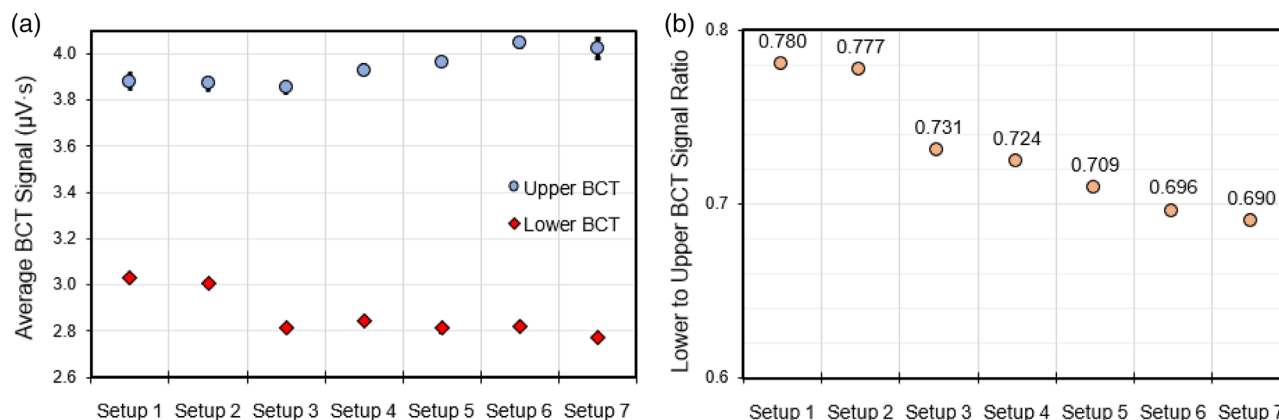 (a)
Average BCT Signal (µV·s)
4.0
3.8
3.6
3.4
3.2
3.0
2.8
2.6
Upper BCT
Lower BCT
Setup 1 Setup 2 Setup 3 Setup 4 Setup 5 Setup 6 Setup 7
(b)
Lower to Upper BCT Signal Ratio
0.8
0.7
0.6
0.780
0.777
0.731
0.724
0.709
0.696
0.690
Setup 1 Setup 2 Setup 3 Setup 4 Setup 5 Setup 6 Setup 7